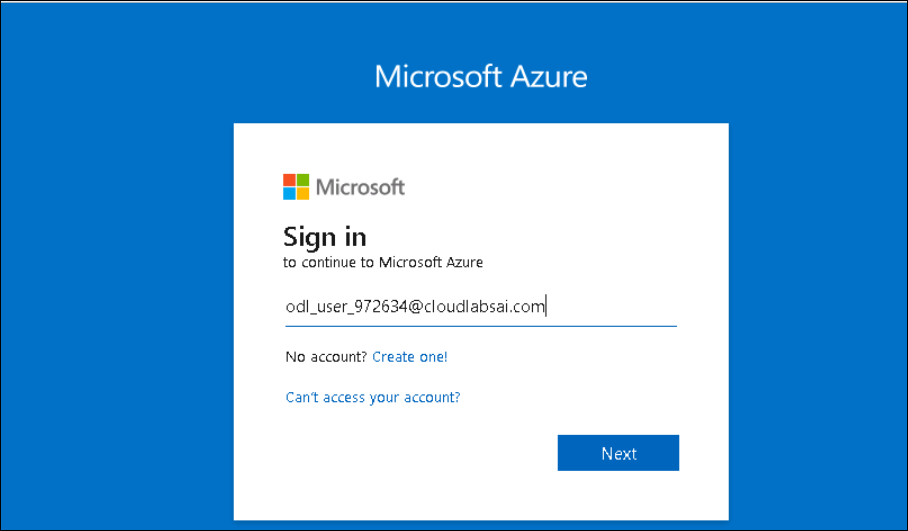 Microsoft Azure
Microsoft
Sign in
to continue to Microsoft Azure
odl_user_972634@cloudlabsai.com
No account? Create one!
Can't access your account?
Next